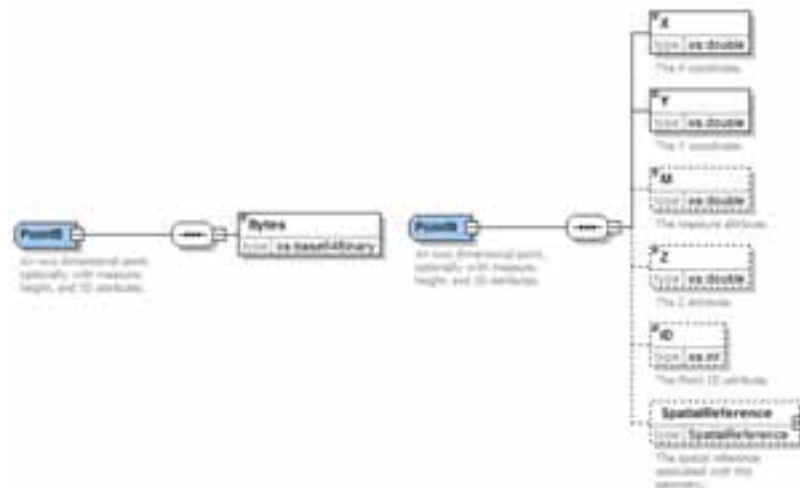 Bytes
type xs:base64Binary
An two dimensional point,
optionally with measure,
height, and ID attributes.
An two dimensional point,
optionally with measure,
height, and ID attributes.
X
type xs:double
The X coordinate.
Y
type xs:double
The Y coordinate.
M
type xs:double
The measure attribute.
Z
type xs:double
The Z attribute.
ID
type xs:int
The Point ID attribute.
SpatialReference
type SpatialReference
The spatial reference
associated with this
geometry.